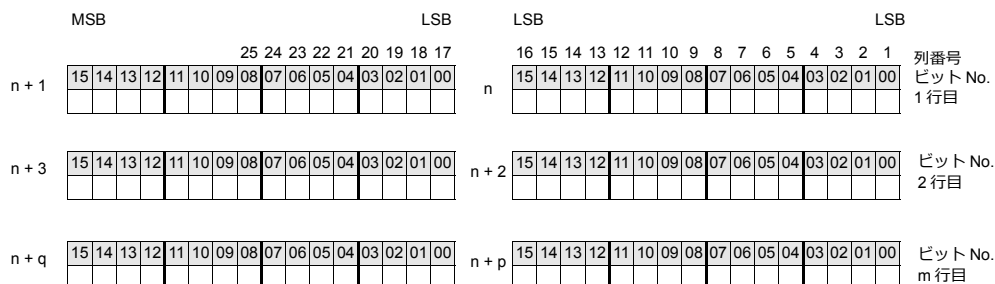 MSB LSB LSB LSB
25 24 23 22 21 20 19 18 17 16 15 14 13 12 11 10 9 8 7 6 5 4 3 2 1 列番号
n + 1 15 14 13 12 11 10 09 08 07 06 05 04 03 02 01 00 n 15 14 13 12 11 10 09 08 07 06 05 04 03 02 01 00 ビット No.
1 行目
n + 3 15 14 13 12 11 10 09 08 07 06 05 04 03 02 01 00 n + 2 15 14 13 12 11 10 09 08 07 06 05 04 03 02 01 00 ビット No.
2 行目
n + q 15 14 13 12 11 10 09 08 07 06 05 04 03 02 01 00 n + p 15 14 13 12 11 10 09 08 07 06 05 04 03 02 01 00 ビット No.
m 行目